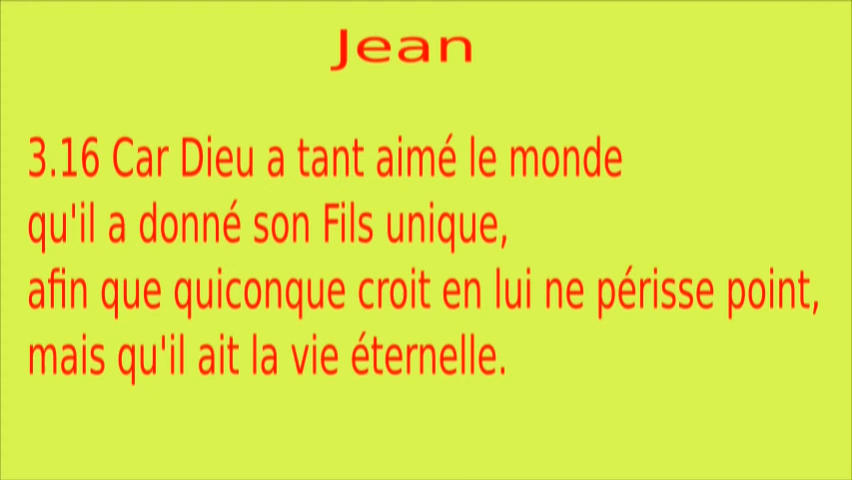 Jean
3.16 Car Dieu a tant aimé le monde
qu'il a donné son Fils unique,
afin que quiconque croit en lui ne périsse point,
mais qu'il ait la vie éternelle.